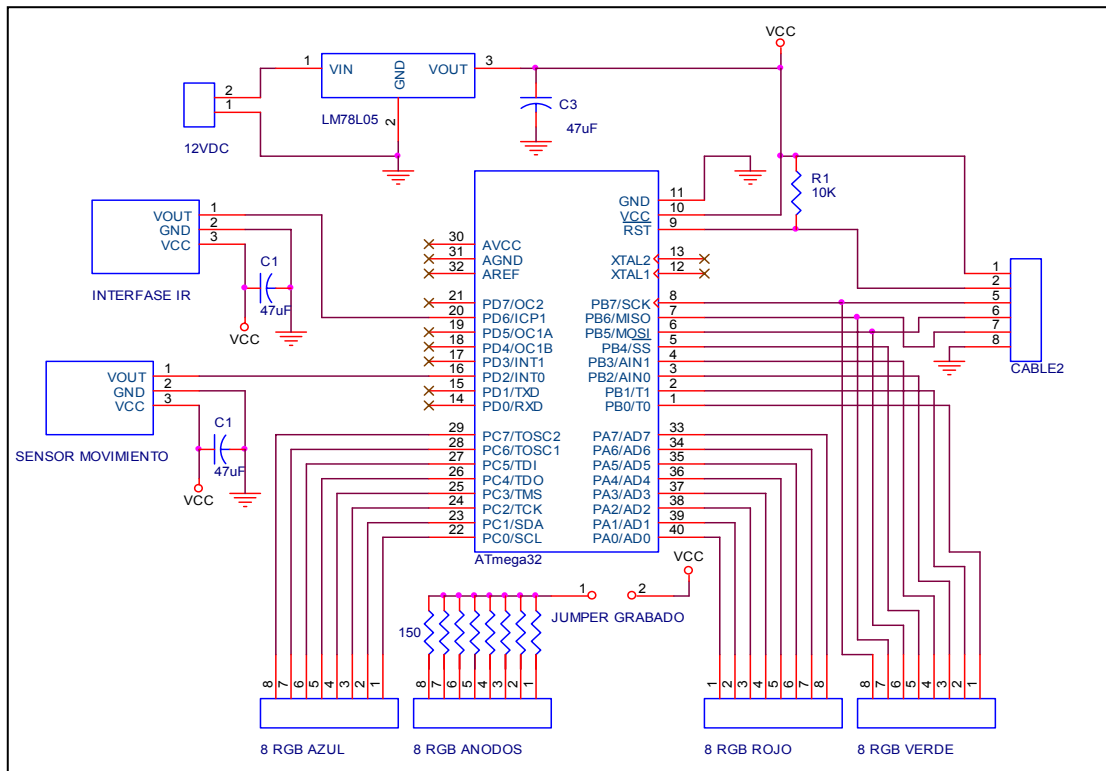 VCC
1 VIN GND VOUT 3
2
LM78L05
C3
47uF
2
1
12VDC
VOUT 1
GND 2
VCC 3
INTERFASE IR
C1
47uF
VCC
VOUT 1
GND 2
VCC 3
SENSOR MOVIMIENTO
C1
47uF
VCC
30 AVCC
31 AGND
32 AREF
21 PD7/OC2
20 PD6/ICP1
19 PD5/OC1A
18 PD4/OC1B
17 PD3/INT1
16 PD2/INT0
15 PD1/TXD
14 PD0/RXD
29 PC7/TOSC2
28 PC6/TOSC1
27 PC5/TDI
26 PC4/TDO
25 PC3/TMS
24 PC2/TCK
23 PC1/SDA
22 PC0/SCL
GND 11
VCC 10
RST 9
XTAL2 13
XTAL1 12
PB7/SCK 8
PB6/MISO 7
PB5/MOSI 6
PB4/SS 5
PB3/AIN1 4
PB2/AIN0 3
PB1/T1 2
PB0/T0 1
PA7/AD7 33
PA6/AD6 34
PA5/AD5 35
PA4/AD4 36
PA3/AD3 37
PA2/AD2 38
PA1/AD1 39
PA0/AD0 40
ATmega32
R1
10K
1
2
5
6
7
8
CABLE2
VCC
1 2
JUMPER GRABADO
150
8 7 6 5 4 3 2 1
8 RGB AZUL
8 7 6 5 4 3 2 1
8 RGB ANODOS
1 2 3 4 5 6 7 8
8 RGB ROJO
8 7 6 5 4 3 2 1
8 RGB VERDE